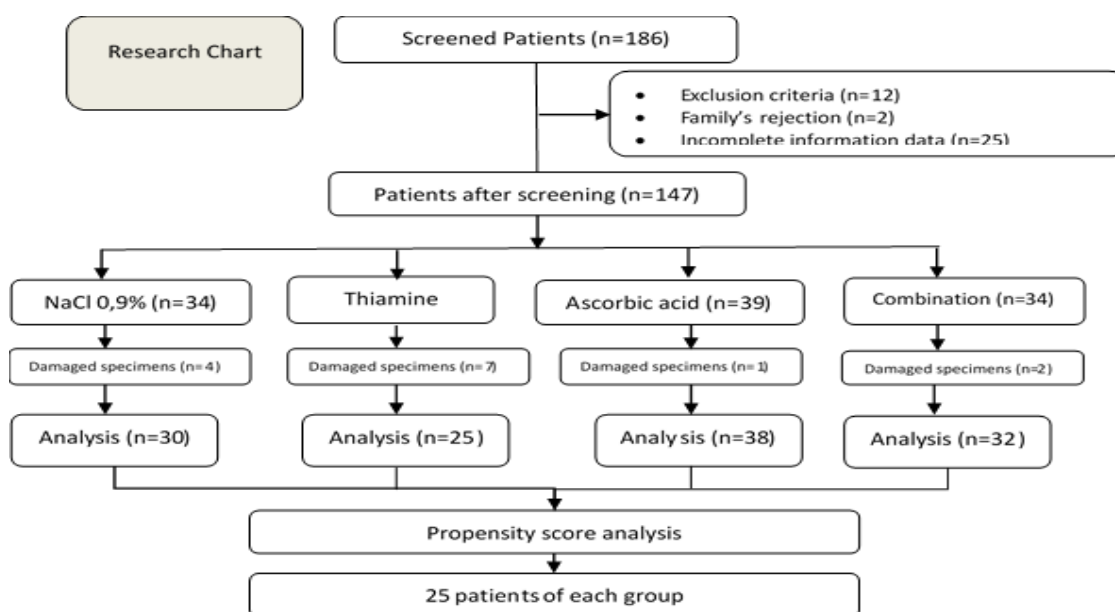 Research Chart
Screened Patients (n=186)
• Exclusion criteria (n=12)
• Family's rejection (n=2)
• Incomplete information data (n=25)
Patients after screening (n=147)
NaCl 0,9% (n=34)
Thiamine
Ascorbic acid (n=39)
Combination (n=34)
Damaged specimens (n=4)
Damaged specimens (n=7)
Damaged specimens (n=1)
Damaged specimens (n=2)
Analysis (n=30)
Analysis (n=25)
Analysis (n=38)
Analysis (n=32)
Propensity score analysis
25 patients of each group